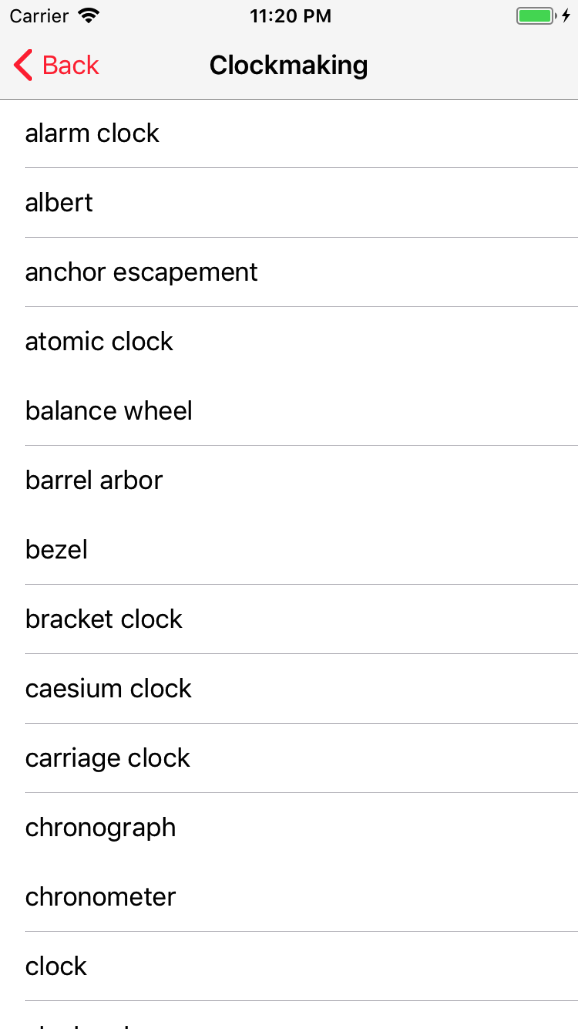 Carrier 11:20 PM
Back Clockmaking
alarm clock
albert
anchor escapement
atomic clock
balance wheel
barrel arbor
bezel
bracket clock
caesium clock
carriage clock
chronograph
chronometer
clock